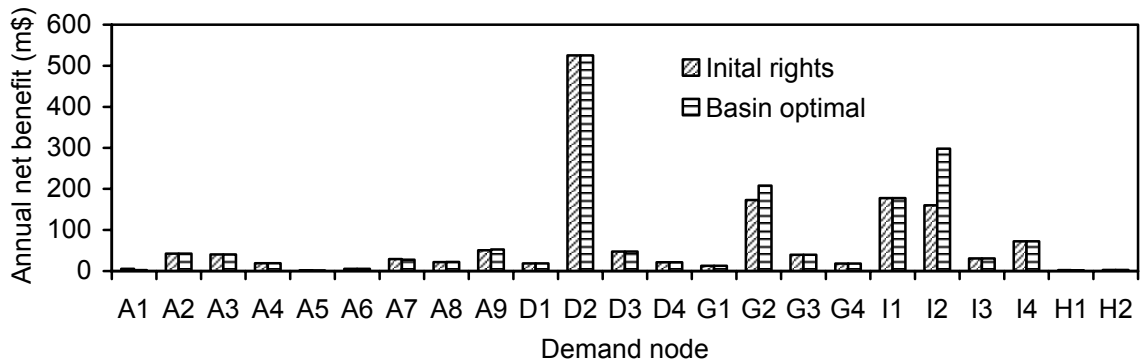 Annual net benefit (m$)
600
500
400
300
200
100
0
Inital rights
Basin optimal
A1 A2 A3 A4 A5 A6 A7 A8 A9 D1 D2 D3 D4 G1 G2 G3 G4 I1 I2 I3 I4 H1 H2
Demand node